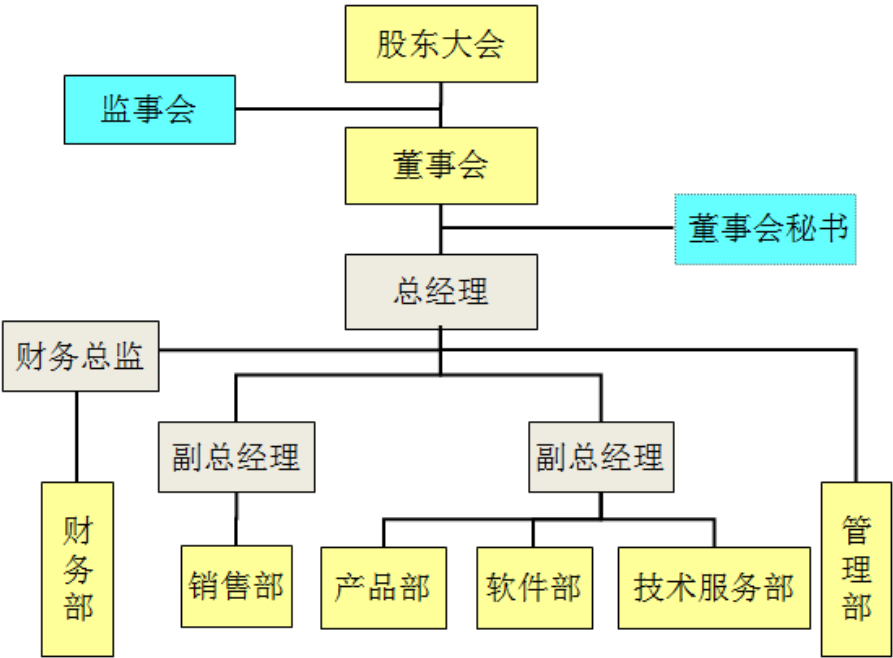 股东大会
监事会
董事会
董事会秘书
总经理
财务总监
副总经理
副总经理
财务部
销售部
产品部
软件部
技术服务部
管理部